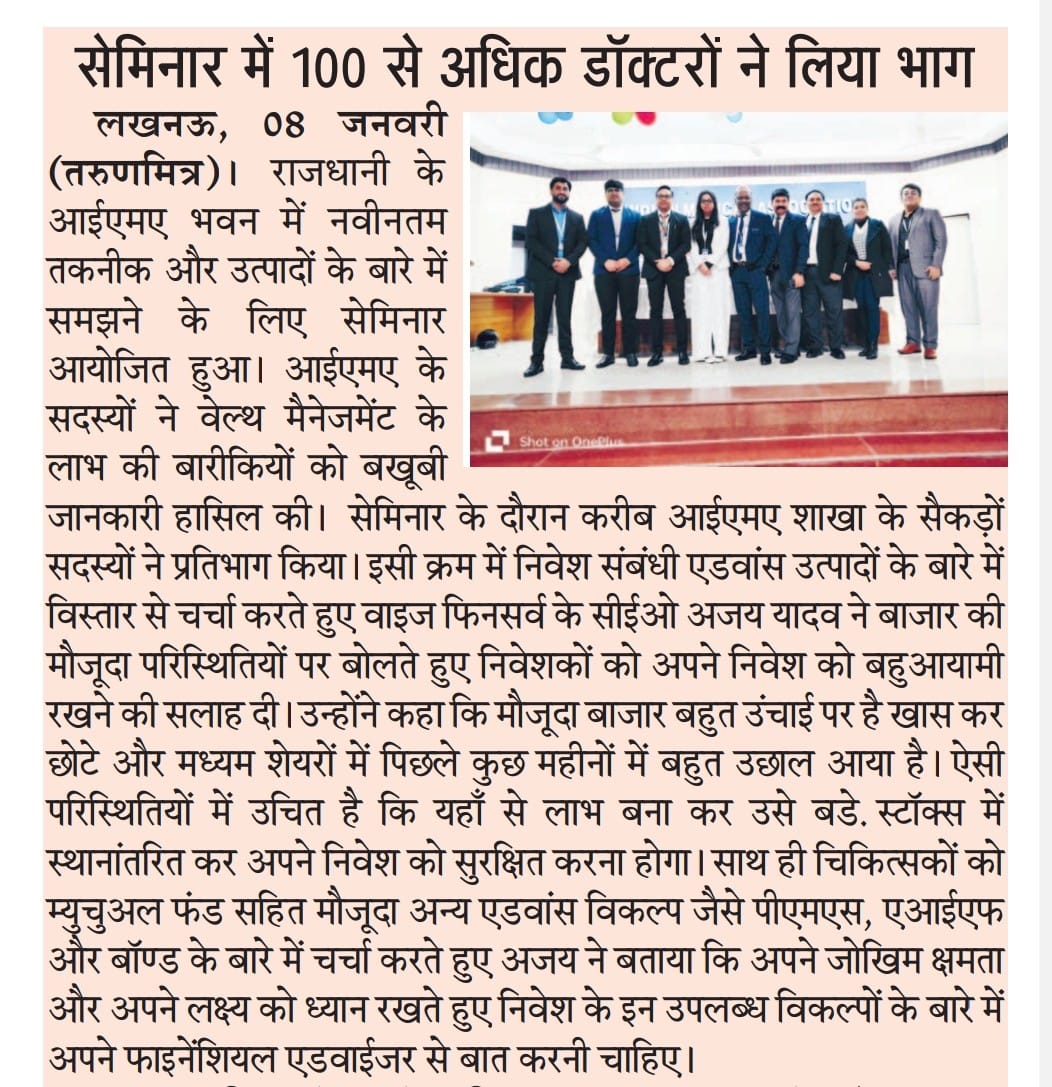 सेमिनार में 100 से अधिक डॉक्टरों ने लिया भाग
लखनऊ, 08 जनवरी
(तरुणमित्र)। राजधानी के
आईएमए भवन में नवीनतम
तकनीक और उत्पादों के बारे में
समझने के लिए सेमिनार
आयोजित हुआ। आईएमए के
सदस्यों ने वेल्थ मैनेजमेंट के
लाभ की बारीकियों को बखूबी
Shot on OnePlus
जानकारी हासिल की। सेमिनार के दौरान करीब आईएमए शाखा के सैकड़ों
सदस्यों ने प्रतिभाग किया। इसी क्रम में निवेश संबंधी एडवांस उत्पादों के बारे में
विस्तार से चर्चा करते हुए वाइज फिनसर्व के सीईओ अजय यादव ने बाजार की
मौजूदा परिस्थितियों पर बोलते हुए निवेशकों को अपने निवेश को बहुआयामी
रखने की सलाह दी। उन्होंने कहा कि मौजूदा बाजार बहुत उंचाई पर है खास कर
छोटे और मध्यम शेयरों में पिछले कुछ महीनों में बहुत उछाल आया है। ऐसी
परिस्थितियों में उचित है कि यहाँ से लाभ बना कर उसे बडे. स्टॉक्स में
स्थानांतरित कर अपने निवेश को सुरक्षित करना होगा। साथ ही चिकित्सकों को
म्युचुअल फंड सहित मौजूदा अन्य एडवांस विकल्प जैसे पीएमएस, एआईएफ
और बॉण्ड के बारे में चर्चा करते हुए अजय ने बताया कि अपने जोखिम क्षमता
और अपने लक्ष्य को ध्यान रखते हुए निवेश के इन उपलब्ध विकल्पों के बारे में
अपने फाइनेंशियल एडवाईजर से बात करनी चाहिए।